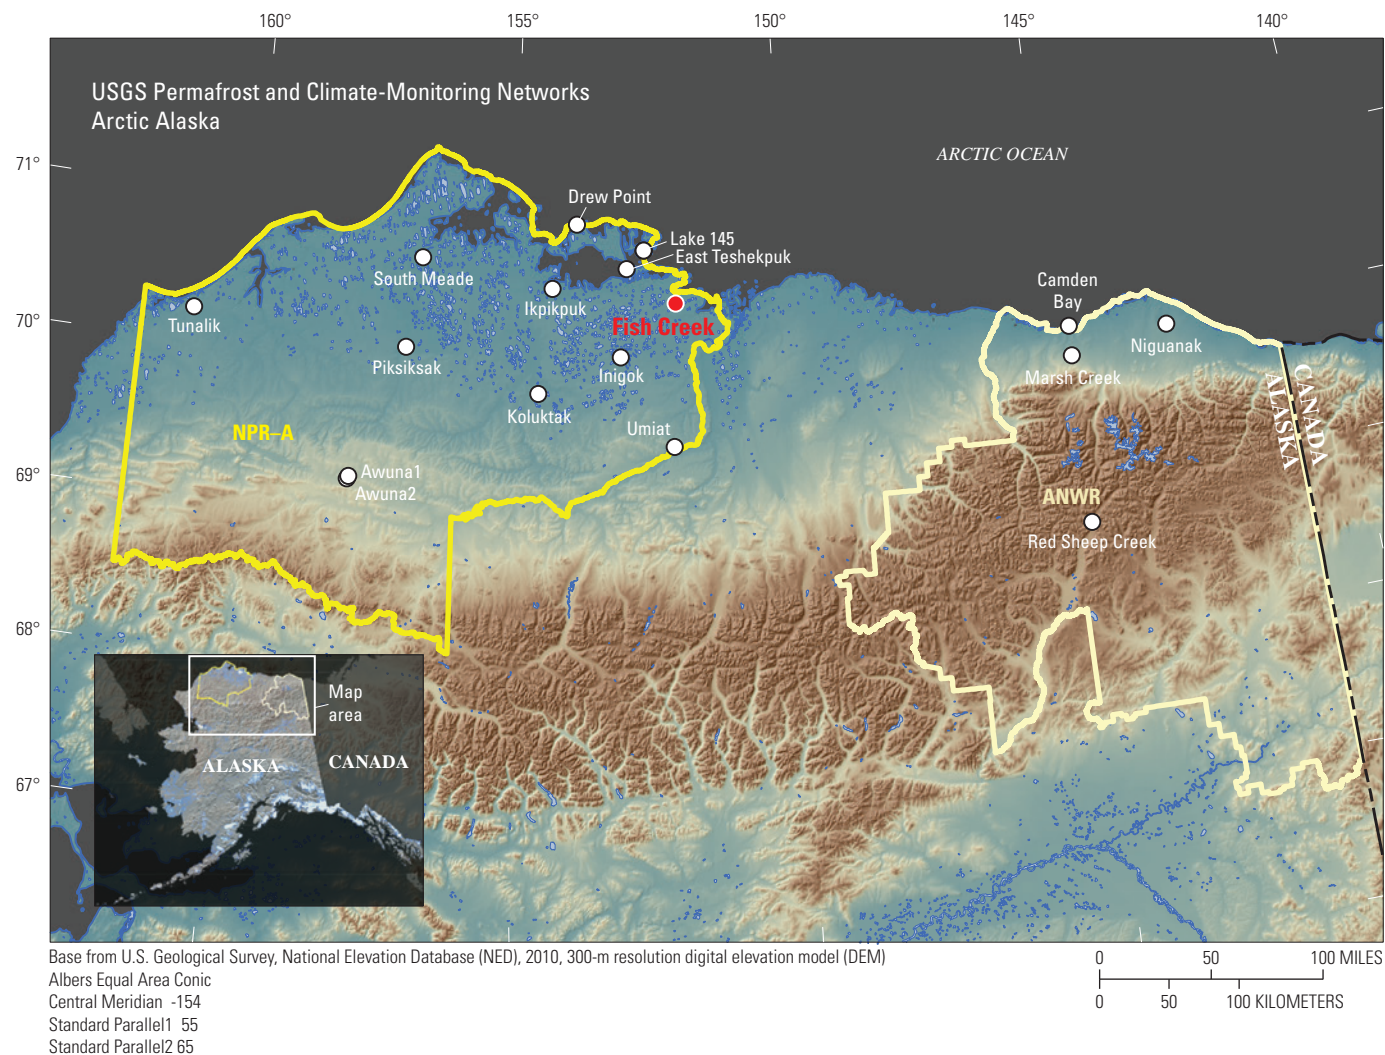 160°
155°
150°
145°
140°
USGS Permafrost and Climate-Monitoring Networks
Arctic Alaska
ARCTIC OCEAN
71°
Drew Point
Lake 145
East Teshekpuk
South Meade
Ikpikpuk
Camden
Bay
Tunalik
70°
Fish Creek
Niguanak
Piksiksak
Inigok
Marsh Creek
CANADA
ALASKA
Koluktak
Umiat
NPR–A
69°
Awuna1
Awuna2
ANWR
Red Sheep Creek
68°
Map
area
ALASKA
CANADA
67°
Base from U.S. Geological Survey, National Elevation Database (NED), 2010, 300-m resolution digital elevation model (DEM)
Albers Equal Area Conic
Central Meridian -154
Standard Parallel1 55
Standard Parallel2 65
0 50 100 MILES
0 50 100 KILOMETERS